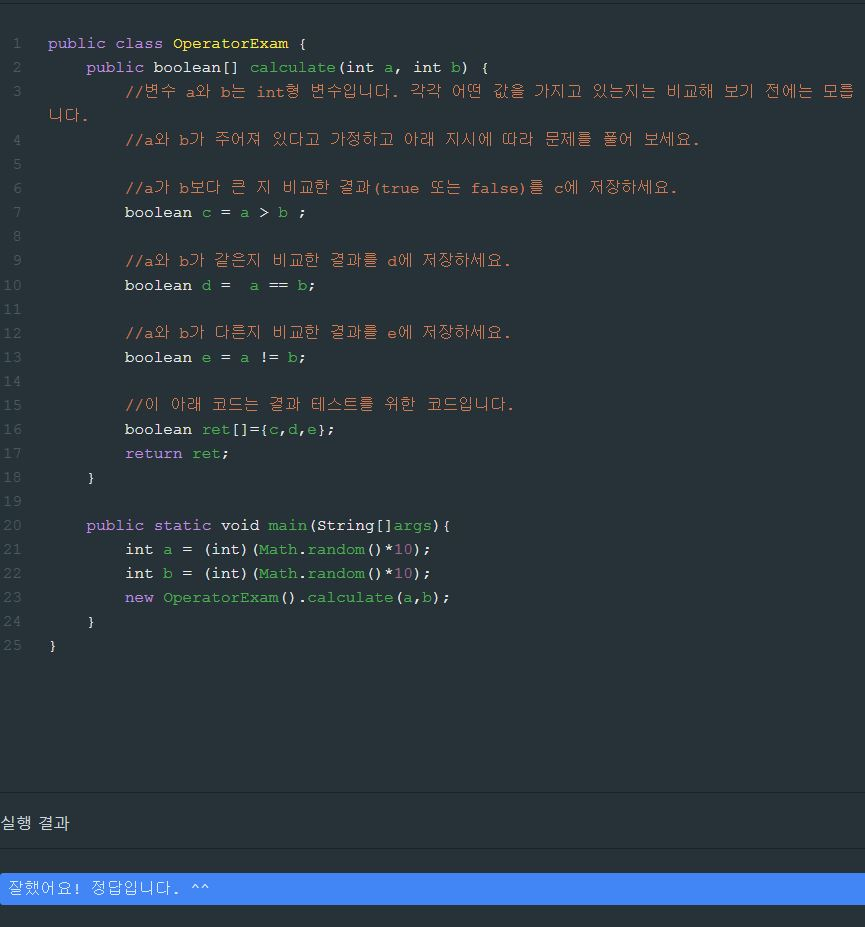 1 public class OperatorExam {
2 public boolean[] calculate(int a, int b) {
3 //변수 a와 b는 int형 변수입니다. 각각 어떤 값을 가지고 있는지는 비교해 보기 전에는 모릅
니다.
4 //a와 b가 주어져 있다고 가정하고 아래 지시에 따라 문제를 풀어 보세요.
5
6 //a가 b보다 큰 지 비교한 결과(true 또는 false)를 c에 저장하세요.
7 boolean c = a > b ;
8
9 //a와 b가 같은지 비교한 결과를 d에 저장하세요.
10 boolean d =  a == b;
11
12 //a와 b가 다른지 비교한 결과를 e에 저장하세요.
13 boolean e = a != b;
14
15 //이 아래 코드는 결과 테스트를 위한 코드입니다.
16 boolean ret[]={c,d,e};
17 return ret;
18 }
19
20 public static void main(String[]args){
21 int a = (int)(Math.random()*10);
22 int b = (int)(Math.random()*10);
23 new OperatorExam().calculate(a,b);
24 }
25 }
실행 결과
잘했어요! 정답입니다. ^^